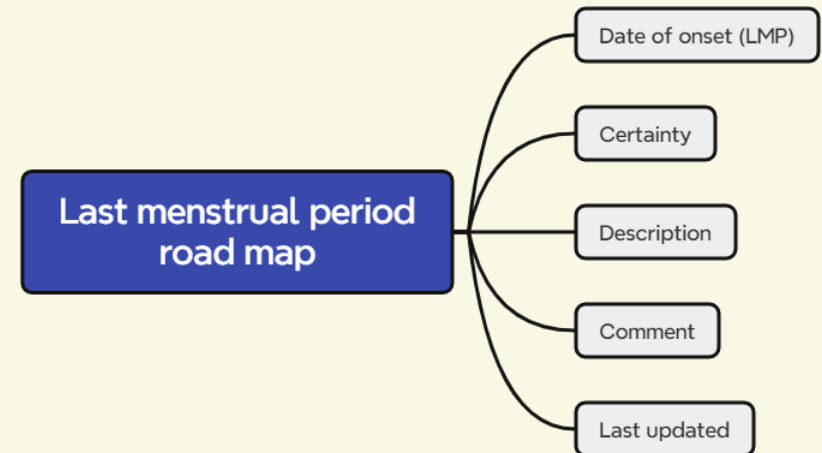 Last menstrual period
road map
Date of onset (LMP)
Certainty
Description
Comment
Last updated